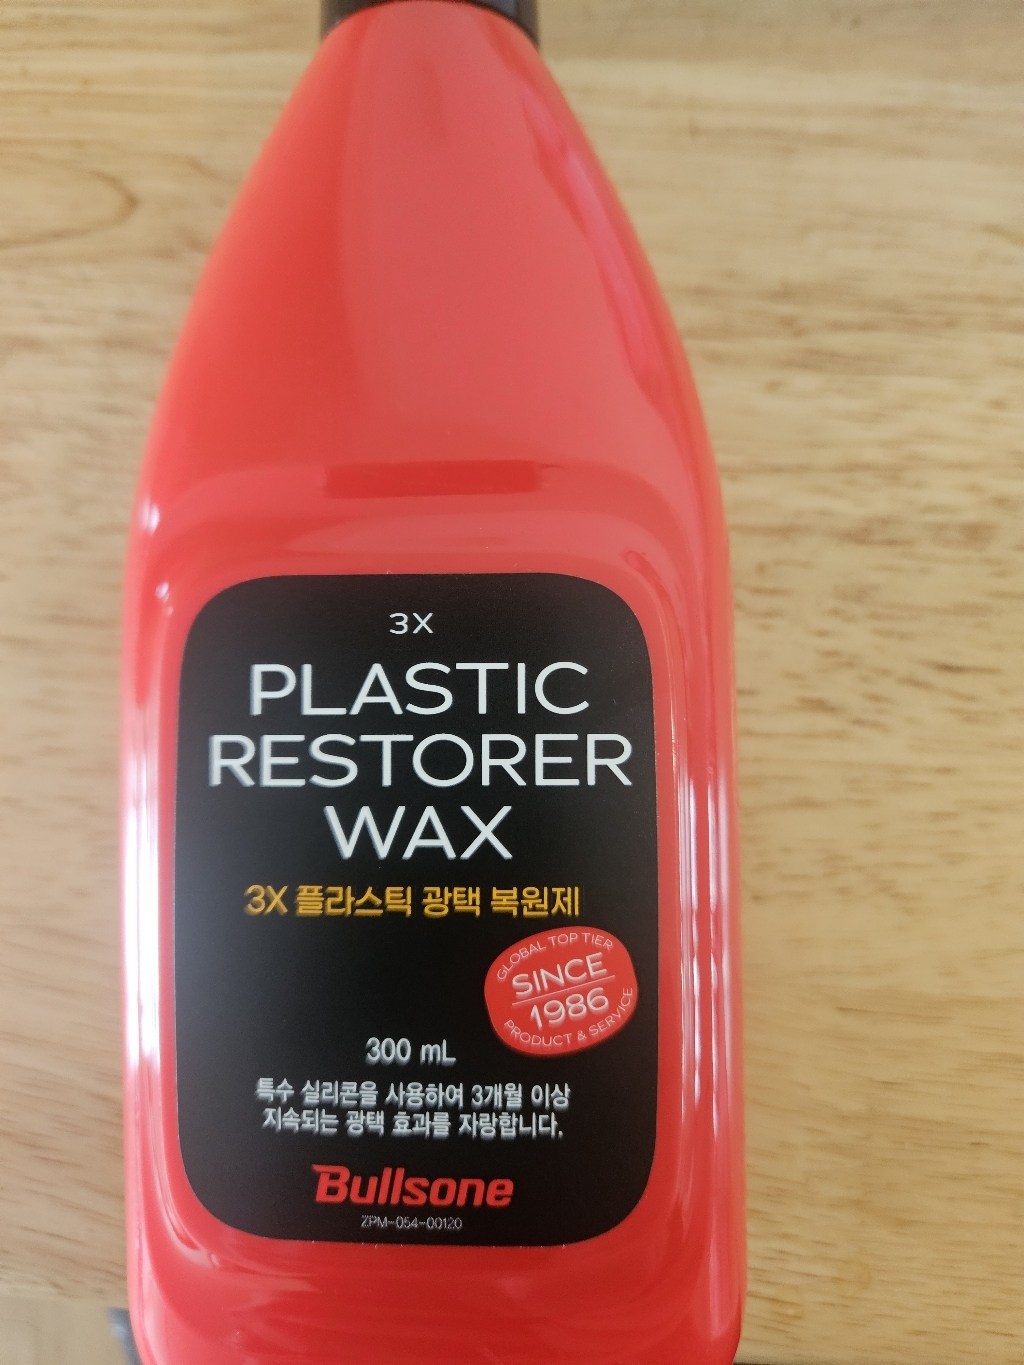 3X
PLASTIC
RESTORER
WAX
3X 플라스틱 광택 복원제
GLOBAL TOP TIER
SINCE
1986
PRODUCT & SERVICE
300 mL
특수 실리콘을 사용하여 3개월 이상
지속되는 광택 효과를 자랑합니다.
Bullsone
ZPM-054-00120